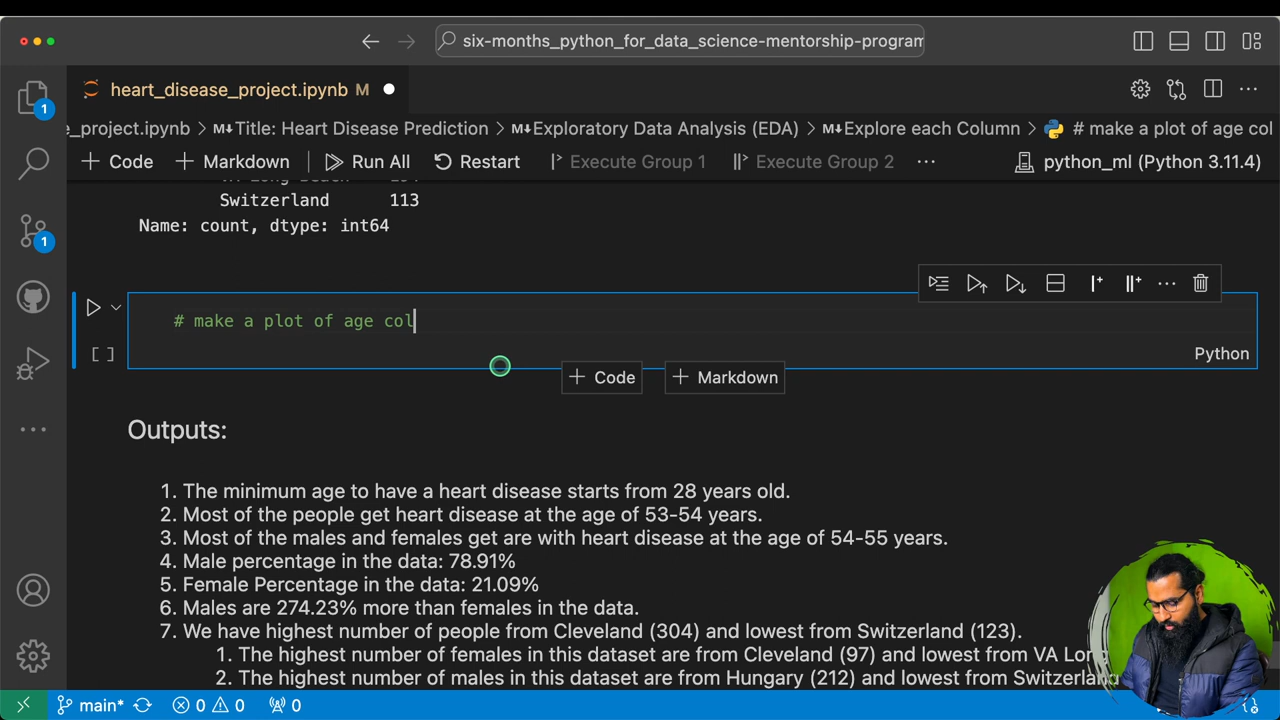 six-months_python_for_data_science-mentorship-program
heart_disease_project.ipynb M
e_project.ipynb > M↓Title: Heart Disease Prediction > M↓Exploratory Data Analysis (EDA) > M↓Explore each Column > # make a plot of age col
+ Code + Markdown Run All Restart Execute Group 1 Execute Group 2 ... python_ml (Python 3.11.4)
Switzerland 113
Name: count, dtype: int64
# make a plot of age col
[ ]
Python
+ Code + Markdown
Outputs:
1. The minimum age to have a heart disease starts from 28 years old.
2. Most of the people get heart disease at the age of 53-54 years.
3. Most of the males and females get are with heart disease at the age of 54-55 years.
4. Male percentage in the data: 78.91%
5. Female Percentage in the data: 21.09%
6. Males are 274.23% more than females in the data.
7. We have highest number of people from Cleveland (304) and lowest from Switzerland (123).
1. The highest number of females in this dataset are from Cleveland (97) and lowest from VA Lon
2. The highest number of males in this dataset are from Hungary (212) and lowest from Switzerlan
1
1
main* 0 0 0